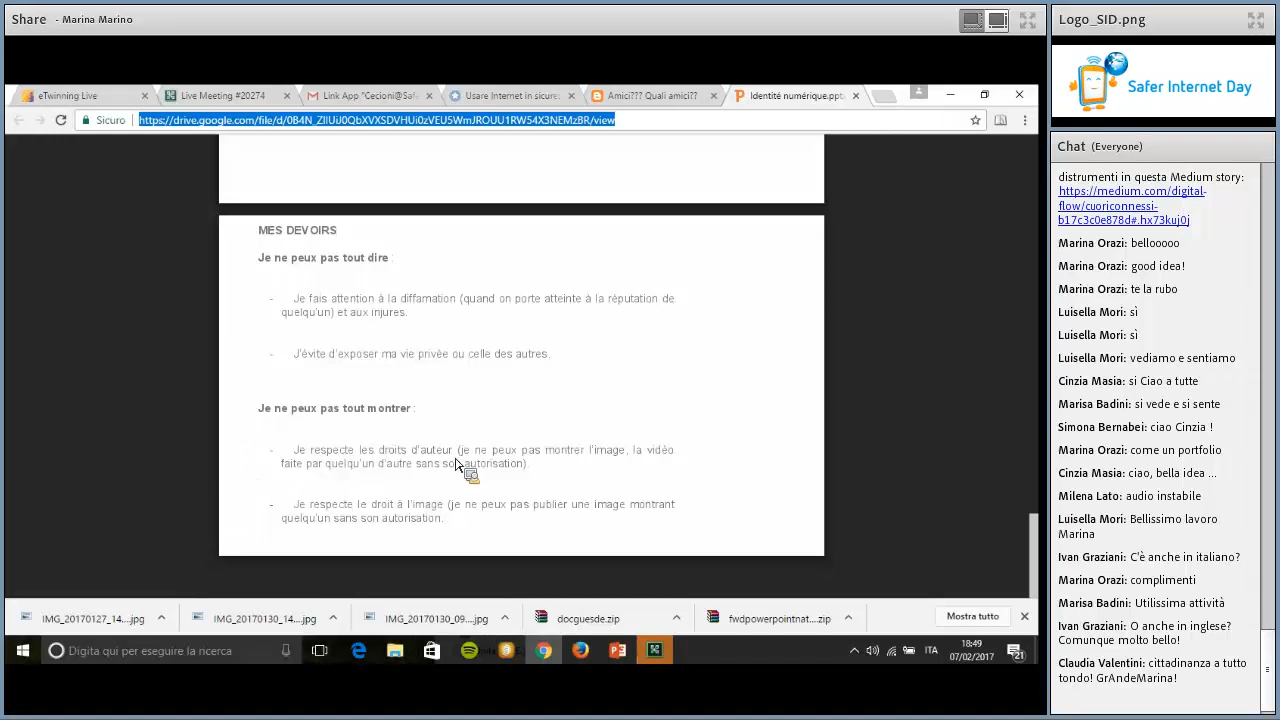 Share - Marina Marino
Logo_SID.png
eTwinning Live
Live Meeting #20274
Link App "Cecchini@Safe
Usare Internet in sicure
Amici??? Quali amici??
Identité numérique.ppt
Sicuro
MES DEVOIRS
Je ne peux pas tout dire :
- Je fais attention à la diffamation (quand on porte atteinte à la réputation de
quelqu'un) et aux injures.
- J'évite d'exposer ma vie privée ou celle des autres.
Je ne peux pas tout montrer :
- Je respecte les droits d'auteur (je ne peux pas montrer l'image, la vidéo
faite par quelqu'un d'autre sans son autorisation).
- Je respecte le droit à l'image (je ne peux pas publier une image montrant
quelqu'un sans son autorisation.
IMG_20170127_14....jpg
IMG_20170130_14....jpg
IMG_20170130_09....jpg
docguesde.zip
fwdpowerpointnat....zip
Mostra tutto
Digita qui per eseguire la ricerca
ITA
18:49
07/02/2017
21
Safer Internet Day
Chat (Everyone)
distrumenti in questa Medium story:
https://medium.com/digital-
flow/cuoriconnessi-
b17c3c0e878d#.hx73kuj0j
Marina Orazi: bellooooo
Marina Orazi: good idea!
Marina Orazi: te la rubo
Luisella Mori: sì
Luisella Mori: sì
Luisella Mori: vediamo e sentiamo
Cinzia Masia: si Ciao a tutte
Marisa Badini: si vede e si sente
Simona Bernabei: ciao Cinzia !
Marina Orazi: come un portfolio
Cinzia Masia: ciao, bella idea ...
Milena Lato: audio instabile
Luisella Mori: Bellissimo lavoro
Marina
Ivan Graziani: C'è anche in italiano?
Marina Orazi: complimenti
Marisa Badini: Utilissima attività
Ivan Graziani: O anche in inglese?
Comunque molto bello!
Claudia Valentini: cittadinanza a tutto
tondo! GrAndeMarina!